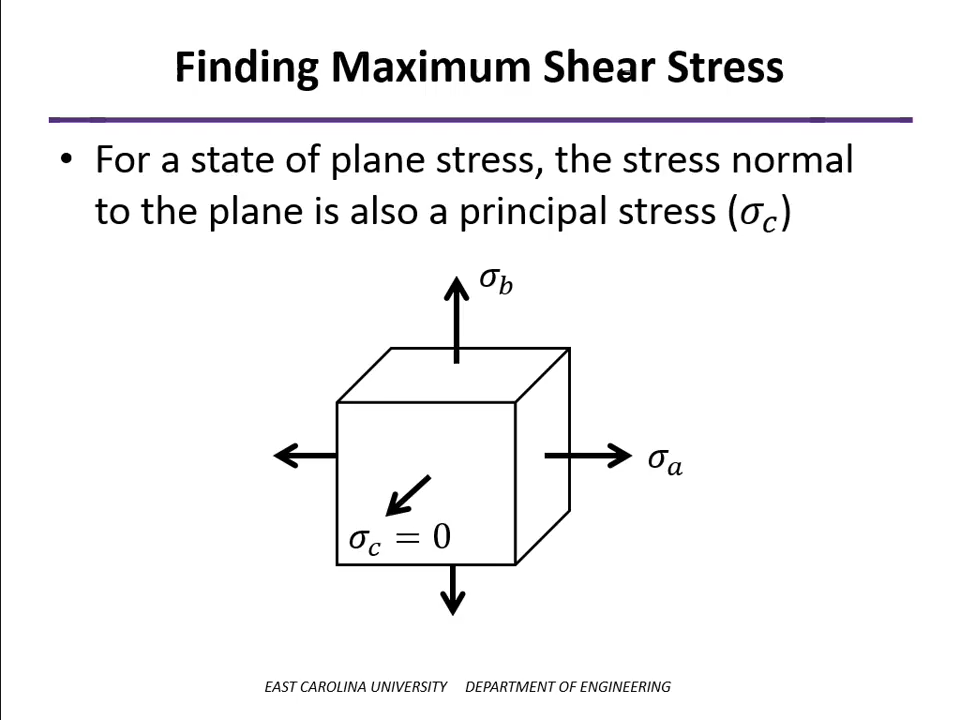 Finding Maximum Shear Stress
• For a state of plane stress, the stress normal
to the plane is also a principal stress (σc)
σb
σa
σc = 0
EAST CAROLINA UNIVERSITY DEPARTMENT OF ENGINEERING